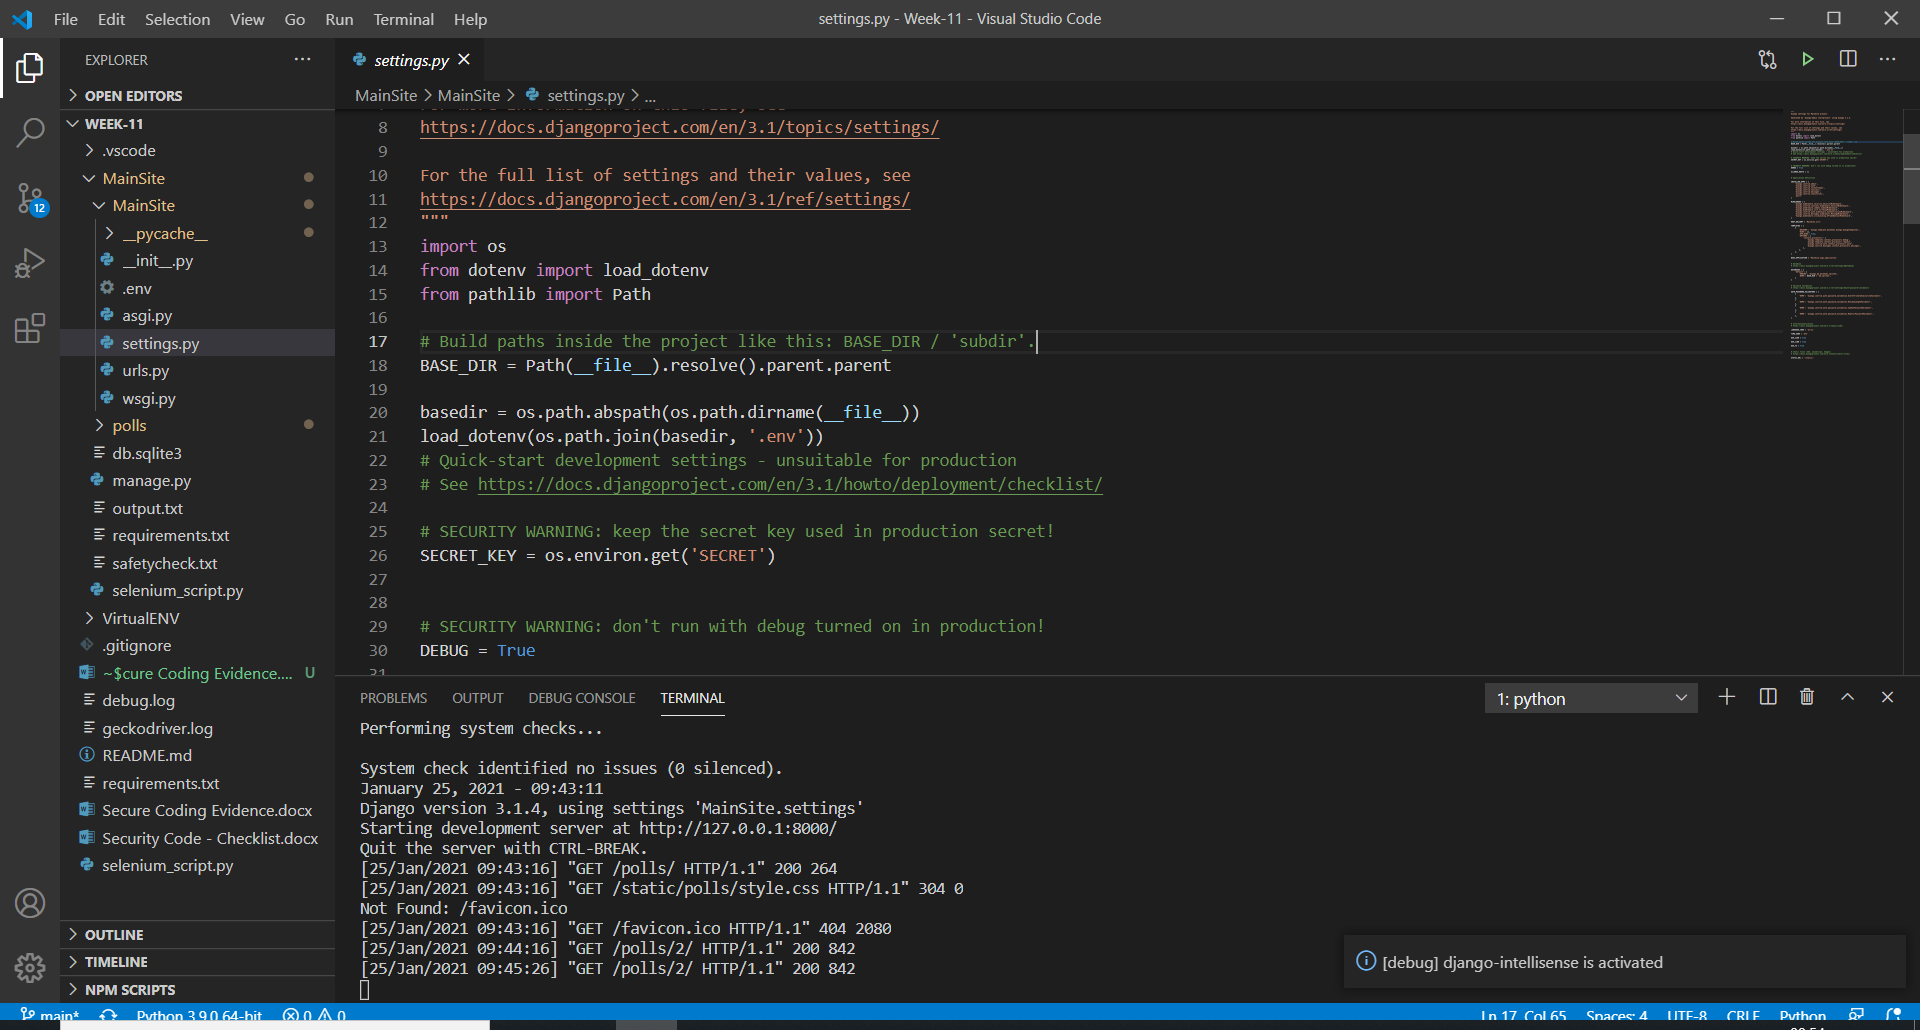 File Edit Selection View Go Run Terminal Help
settings.py - Week-11 - Visual Studio Code
EXPLORER
OPEN EDITORS
WEEK-11
.vscode
MainSite
MainSite
__pycache__
__init__.py
.env
asgi.py
settings.py
urls.py
wsgi.py
polls
db.sqlite3
manage.py
output.txt
requirements.txt
safetycheck.txt
selenium_script.py
VirtualENV
.gitignore
~$cure Coding Evidence.... U
debug.log
geckodriver.log
README.md
requirements.txt
Secure Coding Evidence.docx
Security Code - Checklist.docx
selenium_script.py
OUTLINE
TIMELINE
NPM SCRIPTS
12
settings.py
MainSite > MainSite > settings.py > ...
8 https://docs.djangoproject.com/en/3.1/topics/settings/
9
10 For the full list of settings and their values, see
11 https://docs.djangoproject.com/en/3.1/ref/settings/
12 """
13 import os
14 from dotenv import load_dotenv
15 from pathlib import Path
16
17 # Build paths inside the project like this: BASE_DIR / 'subdir'.
18 BASE_DIR = Path(__file__).resolve().parent.parent
19
20 basedir = os.path.abspath(os.path.dirname(__file__))
21 load_dotenv(os.path.join(basedir, '.env'))
22 # Quick-start development settings - unsuitable for production
23 # See https://docs.djangoproject.com/en/3.1/howto/deployment/checklist/
24
25 # SECURITY WARNING: keep the secret key used in production secret!
26 SECRET_KEY = os.environ.get('SECRET')
27
28
29 # SECURITY WARNING: don't run with debug turned on in production!
30 DEBUG = True
31
PROBLEMS OUTPUT DEBUG CONSOLE TERMINAL
1: python
Performing system checks...
System check identified no issues (0 silenced).
January 25, 2021 - 09:43:11
Django version 3.1.4, using settings 'MainSite.settings'
Starting development server at http://127.0.0.1:8000/
Quit the server with CTRL-BREAK.
[25/Jan/2021 09:43:16] "GET /polls/ HTTP/1.1" 200 264
[25/Jan/2021 09:43:16] "GET /static/polls/style.css HTTP/1.1" 304 0
Not Found: /favicon.ico
[25/Jan/2021 09:43:16] "GET /favicon.ico HTTP/1.1" 404 2080
[25/Jan/2021 09:44:16] "GET /polls/2/ HTTP/1.1" 200 842
[25/Jan/2021 09:45:26] "GET /polls/2/ HTTP/1.1" 200 842
[debug] django-intellisense is activated
main* Python 3.9.0 64-bit 0 0
Ln 17, Col 65 Spaces: 4 UTF-8 CRLF Python